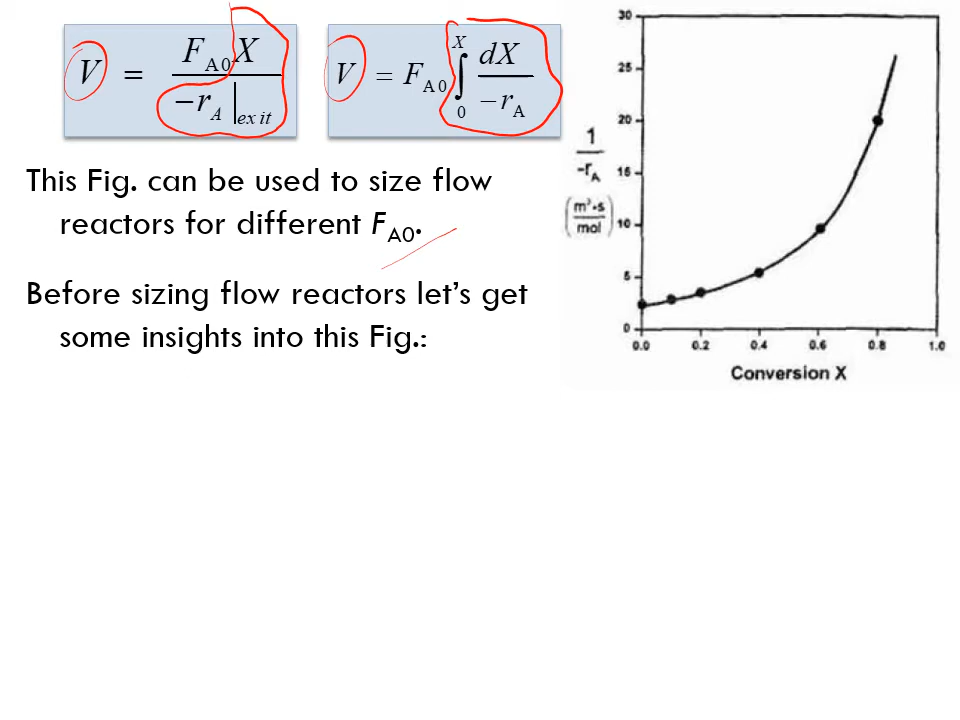 V = F_A0 X / -r_A |exit
V = F_A0 ∫_0^X dX / -r_A
This Fig. can be used to size flow
reactors for different F_A0.
Before sizing flow reactors let's get
some insights into this Fig.:
30
25
20
15
10
5
0
1 / -r_A
(m³•s / mol)
0.0 0.2 0.4 0.6 0.8 1.0
Conversion X